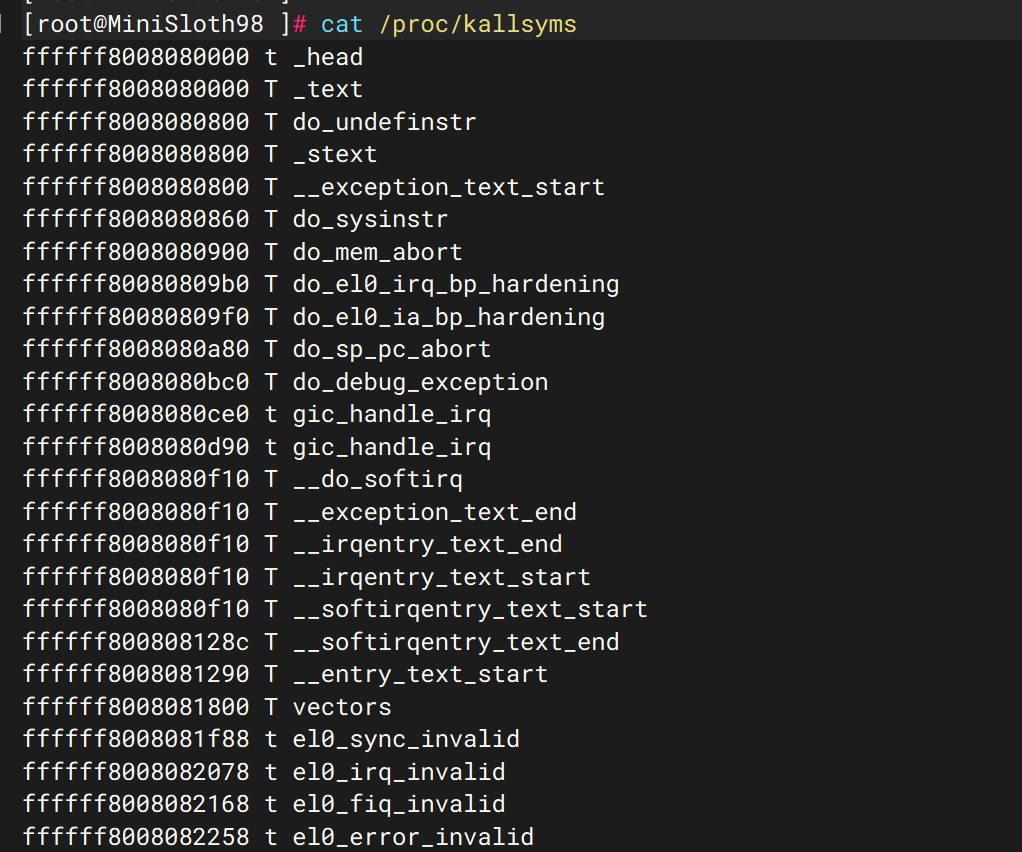 [root@MiniSloth98 ]# cat /proc/kallsyms
ffffff8008080000 t _head
ffffff8008080000 T _text
ffffff8008080800 T do_undefinstr
ffffff8008080800 T _stext
ffffff8008080800 T __exception_text_start
ffffff8008080860 T do_sysinstr
ffffff8008080900 T do_mem_abort
ffffff80080809b0 T do_el0_irq_bp_hardening
ffffff80080809f0 T do_el0_ia_bp_hardening
ffffff8008080a80 T do_sp_pc_abort
ffffff8008080bc0 T do_debug_exception
ffffff8008080ce0 t gic_handle_irq
ffffff8008080d90 t gic_handle_irq
ffffff8008080f10 T __do_softirq
ffffff8008080f10 T __exception_text_end
ffffff8008080f10 T __irqentry_text_end
ffffff8008080f10 T __irqentry_text_start
ffffff8008080f10 T __softirqentry_text_start
ffffff800808128c T __softirqentry_text_end
ffffff8008081290 T __entry_text_start
ffffff8008081800 T vectors
ffffff8008081f88 t el0_sync_invalid
ffffff8008082078 t el0_irq_invalid
ffffff8008082168 t el0_fiq_invalid
ffffff8008082258 t el0_error_invalid